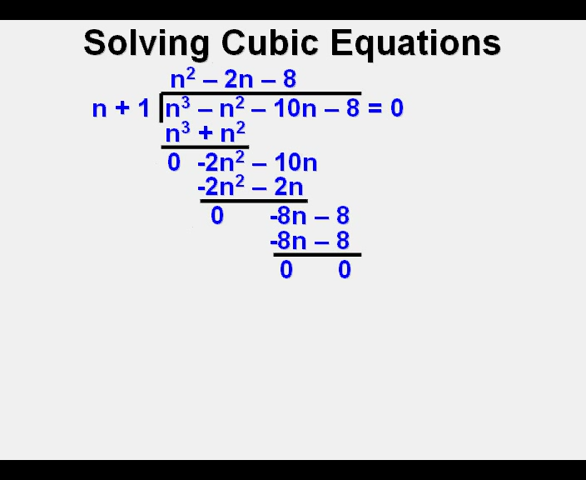 Solving Cubic Equations
n² – 2n – 8
n + 1 n³ – n² – 10n – 8 = 0
n³ + n²
0 -2n² – 10n
-2n² – 2n
0 -8n – 8
-8n – 8
0 0